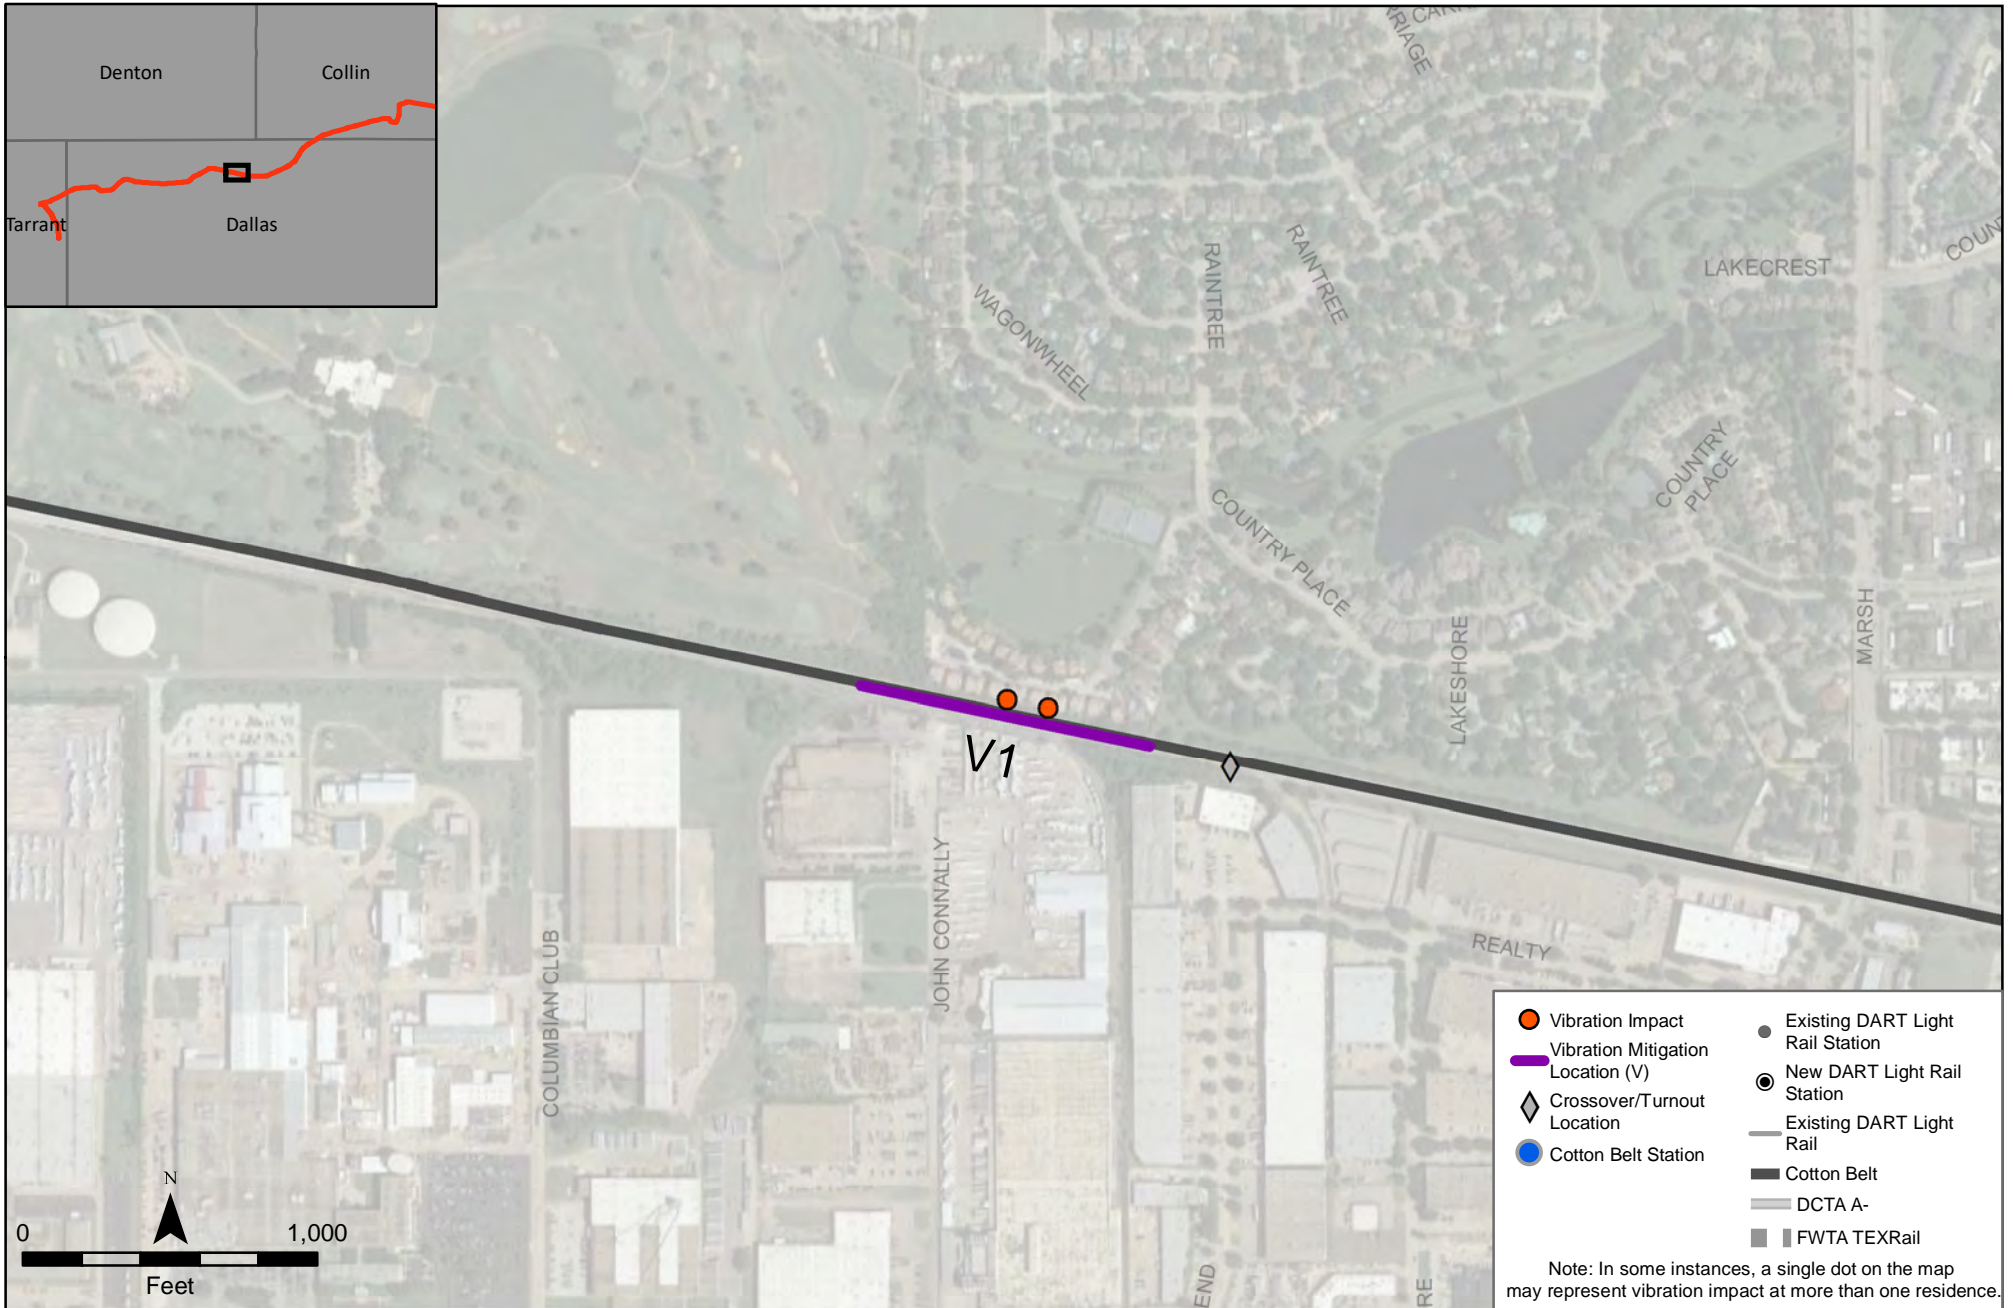 Denton
Collin
Tarrant
Dallas
RAINTREE
RAINTREE
WAGONWHEEL
LAKECREST
COUNTRY
PLACE
COUNTRY PLACE
LAKESHORE
MARSH
V1
JOHN CONNALLY
COLUMBIAN CLUB
REALTY
N
0
1,000
Feet
Vibration Impact
Vibration Mitigation
Location (V)
Crossover/Turnout
Location
Cotton Belt Station
Existing DART Light
Rail Station
New DART Light Rail
Station
Existing DART Light
Rail
Cotton Belt
DCTA A-
FWTA TEXRail
Note: In some instances, a single dot on the map
may represent vibration impact at more than one residence.